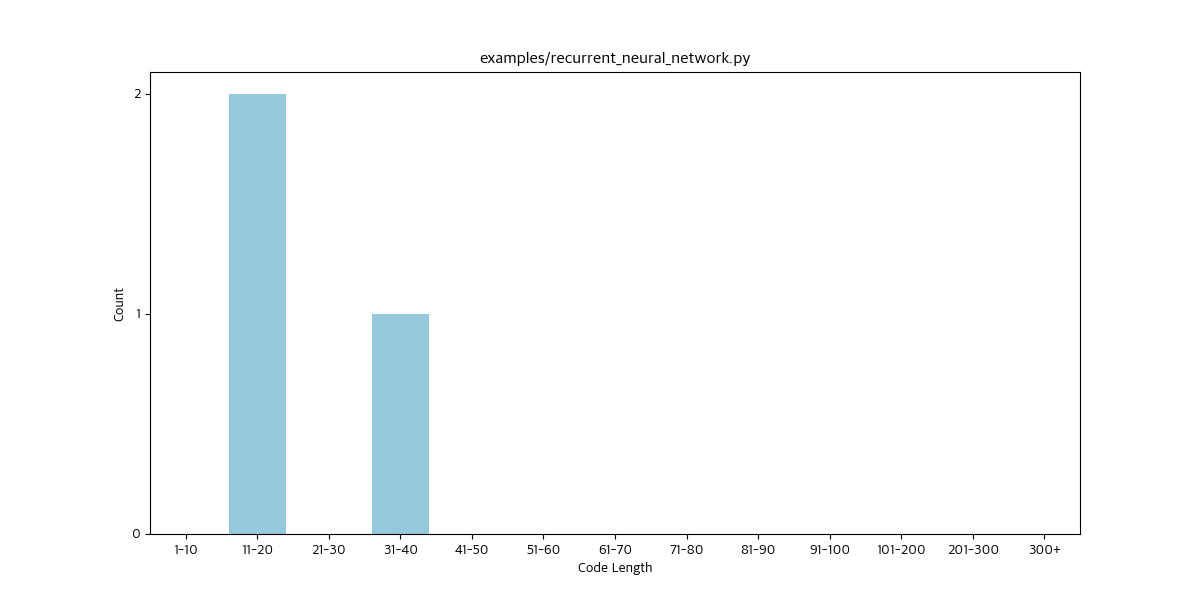 examples/recurrent_neural_network.py
2
1
0
Count
1-10 11-20 21-30 31-40 41-50 51-60 61-70 71-80 81-90 91-100 101-200 201-300 300+
Code Length